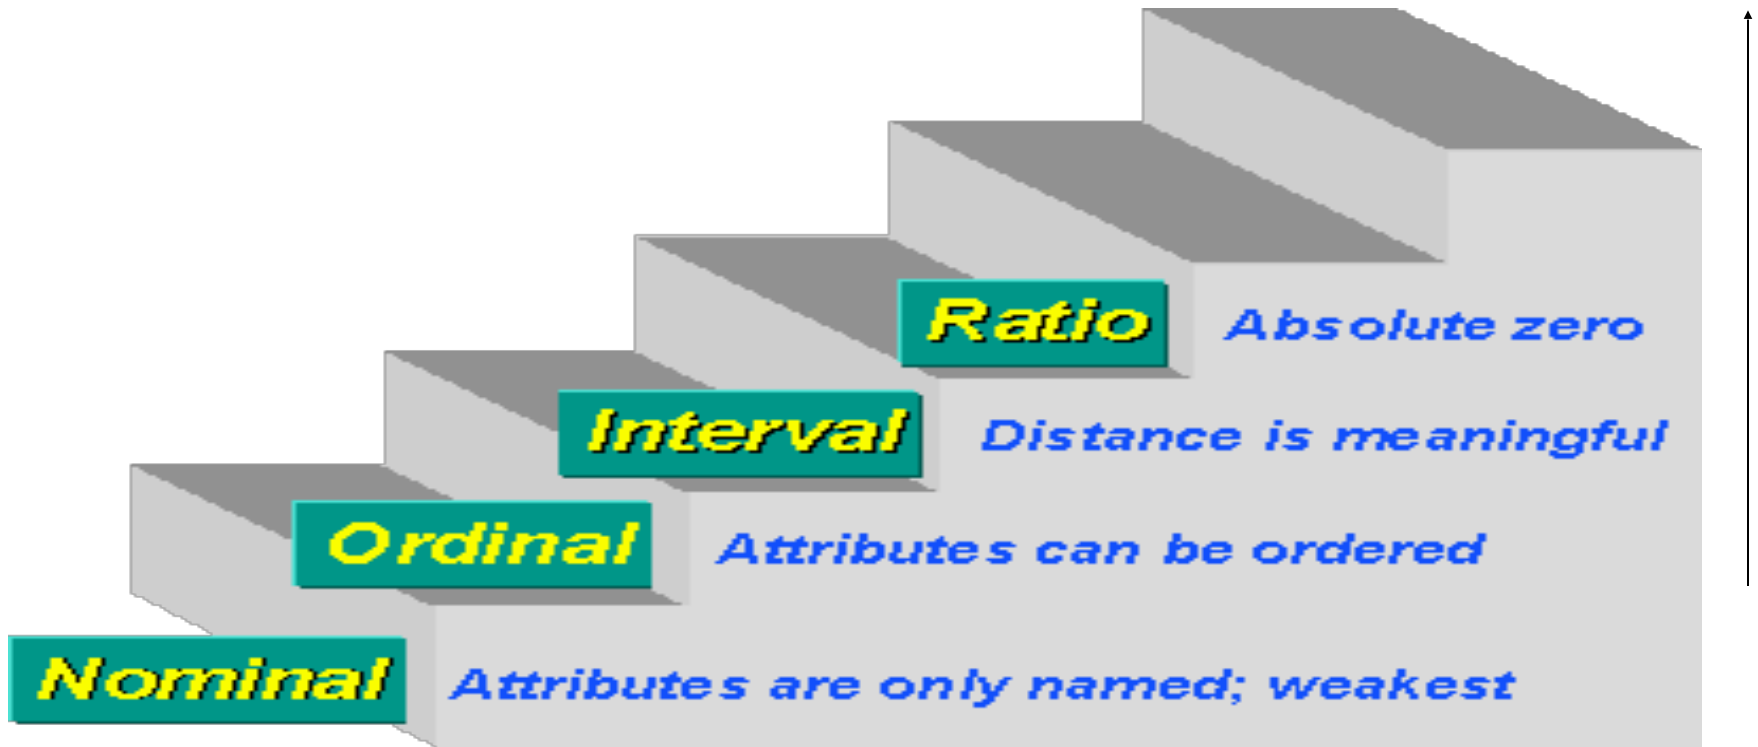 Ratio Absolute zero
Interval Distance is meaningful
Ordinal Attributes can be ordered
Nominal Attributes are only named; weakest